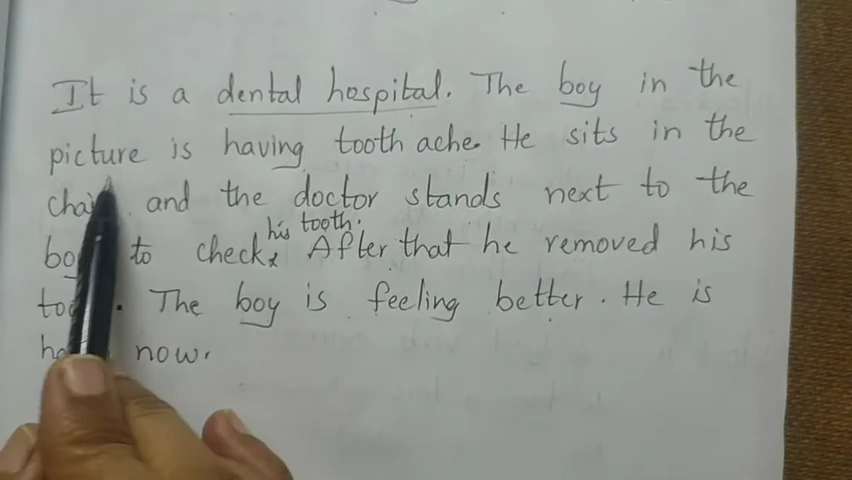 It is a dental hospital. The boy in the
picture is having tooth ache. He sits in the
and the doctor stands next to the
his tooth.
to check After that he removed his
The boy is feeling better. He is
now.